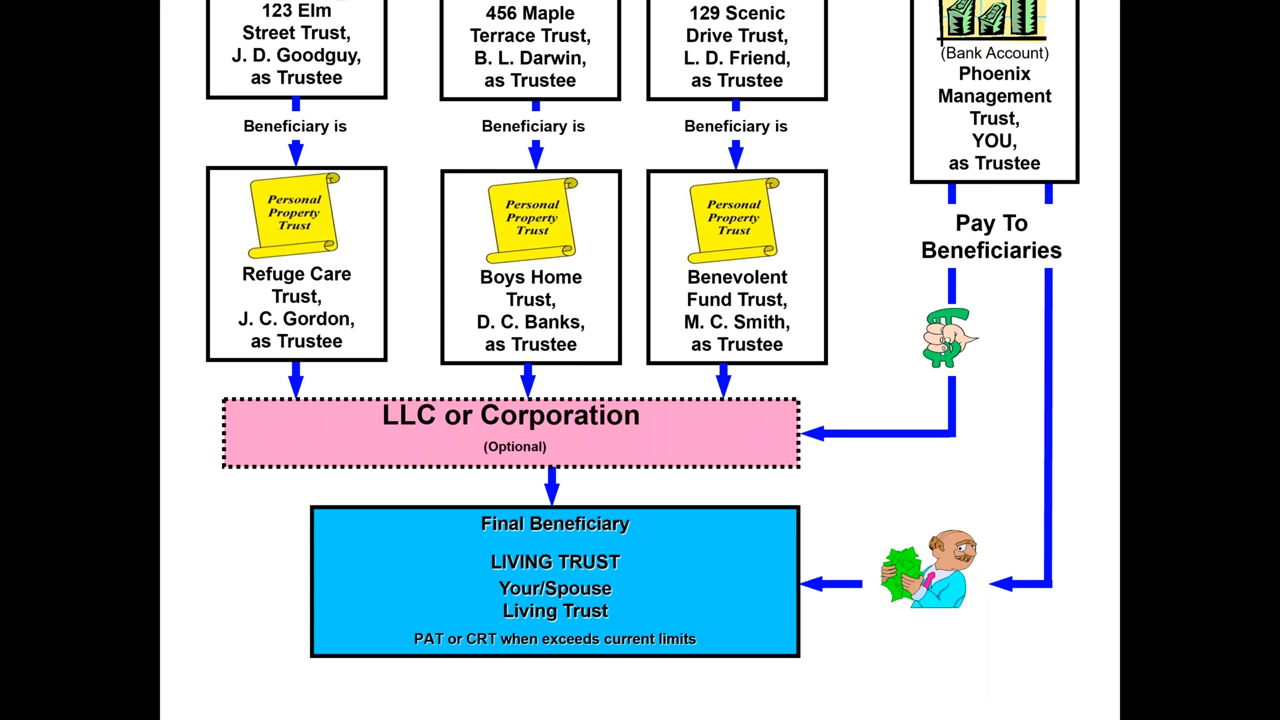 123 Elm
Street Trust,
J. D. Goodguy,
as Trustee
456 Maple
Terrace Trust,
B. L. Darwin,
as Trustee
129 Scenic
Drive Trust,
L. D. Friend,
as Trustee
(Bank Account)
Phoenix
Management
Trust,
YOU,
as Trustee
Beneficiary is
Beneficiary is
Beneficiary is
Personal
Property
Trust
Refuge Care
Trust,
J. C. Gordon,
as Trustee
Personal
Property
Trust
Boys Home
Trust,
D. C. Banks,
as Trustee
Personal
Property
Trust
Benevolent
Fund Trust,
M. C. Smith,
as Trustee
Pay To
Beneficiaries
LLC or Corporation
(Optional)
Final Beneficiary
LIVING TRUST
Your/Spouse
Living Trust
PAT or CRT when exceeds current limits